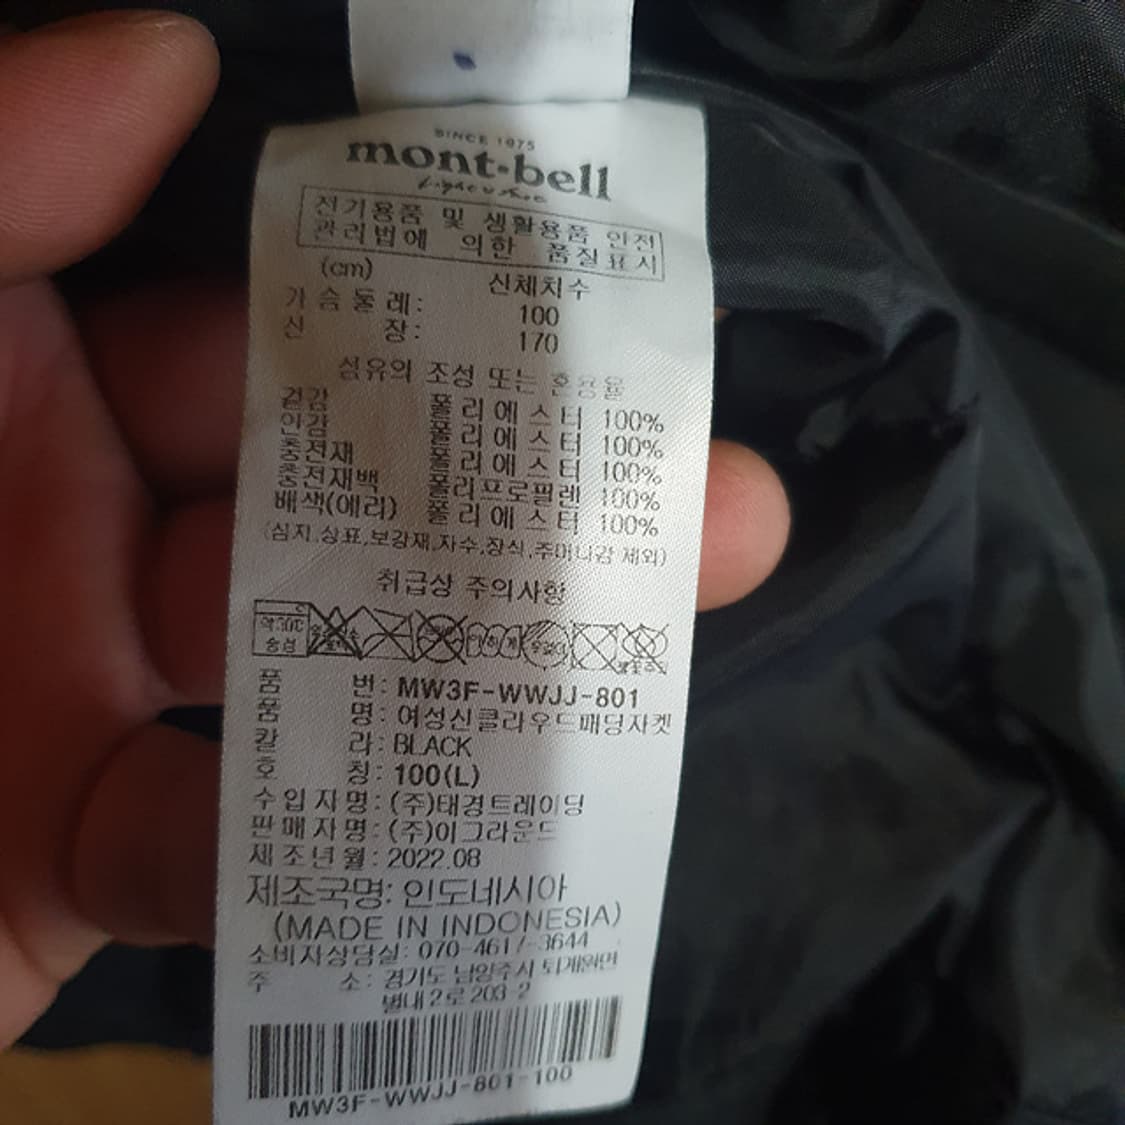 SINCE 1975
mont·bell
전기용품 및 생활용품 안전
관리법에 의한 품질표시
(cm) 신체치수
가슴둘레: 100
신 장: 170
섬유의 조성 또는 혼용율
겉감 폴리에스터 100%
안감 폴리에스터 100%
충전재 폴리에스터 100%
충전재백 폴리프로필렌 100%
배색(에리) 폴리에스터 100%
(심지,상표,보강재,자수,장식,주머니감 제외)
취급상 주의사항
약30℃
중성
품 번: MW3F-WWJJ-801
품 명: 여성신클라우드패딩자켓
칼 라: BLACK
호 칭: 100(L)
수입자명: (주)태경트레이딩
판매자명: (주)이그라운드
제조년월: 2022.08
제조국명: 인도네시아
(MADE IN INDONESIA)
소비자상담실: 070-4617-3644
주 소: 경기도 남양주시 퇴계원면
별내2로 203-2
MW3F-WWJJ-801-100